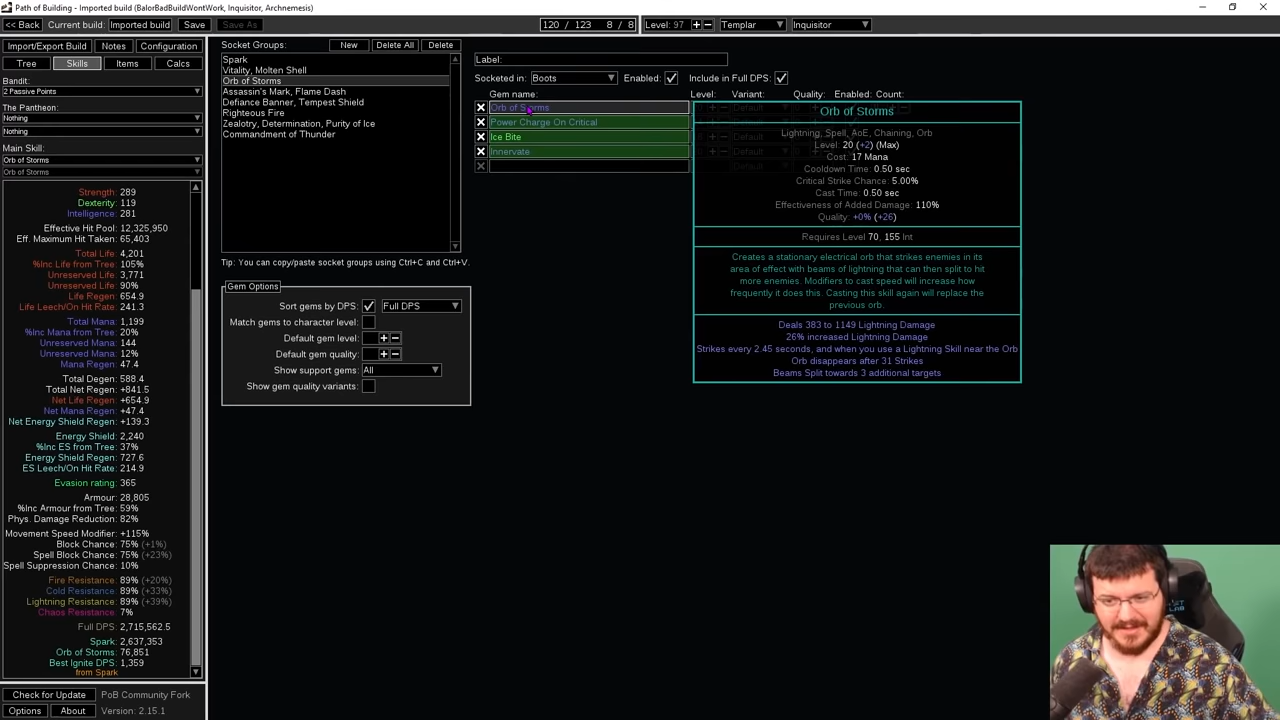 Path of Building - Imported build (BalorBadBuildWontWork, Inquisitor, Archnemesis)
<< Back Current build: Imported build Save Save As 120 / 123 8 / 8 Level: 97 + − Templar Inquisitor
Import/Export Build Notes Configuration
Tree Skills Items Calcs
Bandit:
2 Passive Points
The Pantheon:
Nothing
Nothing
Main Skill:
Orb of Storms
Orb of Storms
Strength: 289
Dexterity: 119
Intelligence: 281
Effective Hit Pool: 12,325,950
Eff. Maximum Hit Taken: 65,403
Total Life: 4,201
%Inc Life from Tree: 105%
Unreserved Life: 3,771
Unreserved Life: 90%
Life Regen: 654.9
Life Leech/On Hit Rate: 241.3
Total Mana: 1,199
%Inc Mana from Tree: 20%
Unreserved Mana: 144
Unreserved Mana: 12%
Mana Regen: 47.4
Total Degen: 588.4
Total Net Regen: +841.5
Net Life Regen: +654.9
Net Mana Regen: +47.4
Net Energy Shield Regen: +139.3
Energy Shield: 2,240
%Inc ES from Tree: 37%
Energy Shield Regen: 727.6
ES Leech/On Hit Rate: 214.9
Evasion rating: 365
Armour: 28,805
%Inc Armour from Tree: 59%
Phys. Damage Reduction: 82%
Movement Speed Modifier: +115%
Block Chance: 75% (+1%)
Spell Block Chance: 75% (+23%)
Spell Suppression Chance: 10%
Fire Resistance: 89% (+20%)
Cold Resistance: 89% (+33%)
Lightning Resistance: 89% (+39%)
Chaos Resistance: 7%
Full DPS: 2,715,562.5
Spark: 2,637,353
Orb of Storms: 76,851
Best Ignite DPS: 1,359
from Spark
Check for Update PoB Community Fork
Options About Version: 2.15.1
Socket Groups: New Delete All Delete
Spark
Vitality, Molten Shell
Orb of Storms
Assassin's Mark, Flame Dash
Defiance Banner, Tempest Shield
Righteous Fire
Zealotry, Determination, Purity of Ice
Commandment of Thunder
Tip: You can copy/paste socket groups using Ctrl+C and Ctrl+V.
Gem Options
Sort gems by DPS: Full DPS
Match gems to character level:
Default gem level: + −
Default gem quality: + −
Show support gems: All
Show gem quality variants:
Label:
Socketed in: Boots Enabled: Include in Full DPS:
Gem name: Level: Variant: Quality: Enabled: Count:
Orb of Storms
Power Charge On Critical
Ice Bite
Innervate
Orb of Storms
Lightning, Spell, AoE, Chaining, Orb
Level: 20 (+2) (Max)
Cost: 17 Mana
Cooldown Time: 0.50 sec
Critical Strike Chance: 5.00%
Cast Time: 0.50 sec
Effectiveness of Added Damage: 110%
Quality: +0% (+26)
Requires Level 70, 155 Int
Creates a stationary electrical orb that strikes enemies in its
area of effect with beams of lightning that can then split to hit
more enemies. Modifiers to cast speed will increase how
frequently it does this. Casting this skill again will replace the
previous orb.
Deals 383 to 1149 Lightning Damage
26% increased Lightning Damage
Strikes every 2.45 seconds, and when you use a Lightning Skill near the Orb
Orb disappears after 31 Strikes
Beams Split towards 3 additional targets